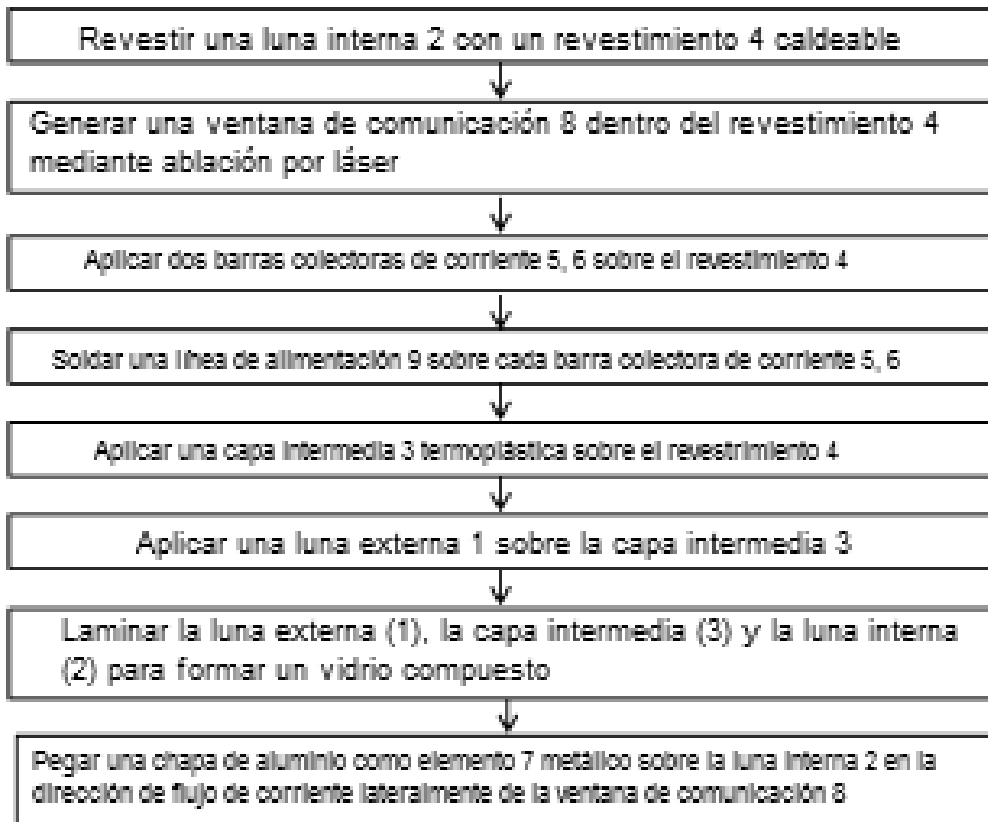 Revestir una luna interna 2 con un revestimiento 4 caldeable
Generar una ventana de comunicación 8 dentro del revestimiento 4
mediante ablación por láser
Aplicar dos barras colectoras de corriente 5, 6 sobre el revestimiento 4
Soldar una línea de alimentación 9 sobre cada barra colectora de corriente 5, 6
Aplicar una capa intermedia 3 termoplástica sobre el revestrimiento 4
Aplicar una luna externa 1 sobre la capa intermedia 3
Laminar la luna externa (1), la capa intermedia (3) y la luna interna
(2) para formar un vidrio compuesto
Pegar una chapa de aluminio como elemento 7 metálico sobre la luna interna 2 en la
dirección de flujo de corriente lateralmente de la ventana de comunicación 8